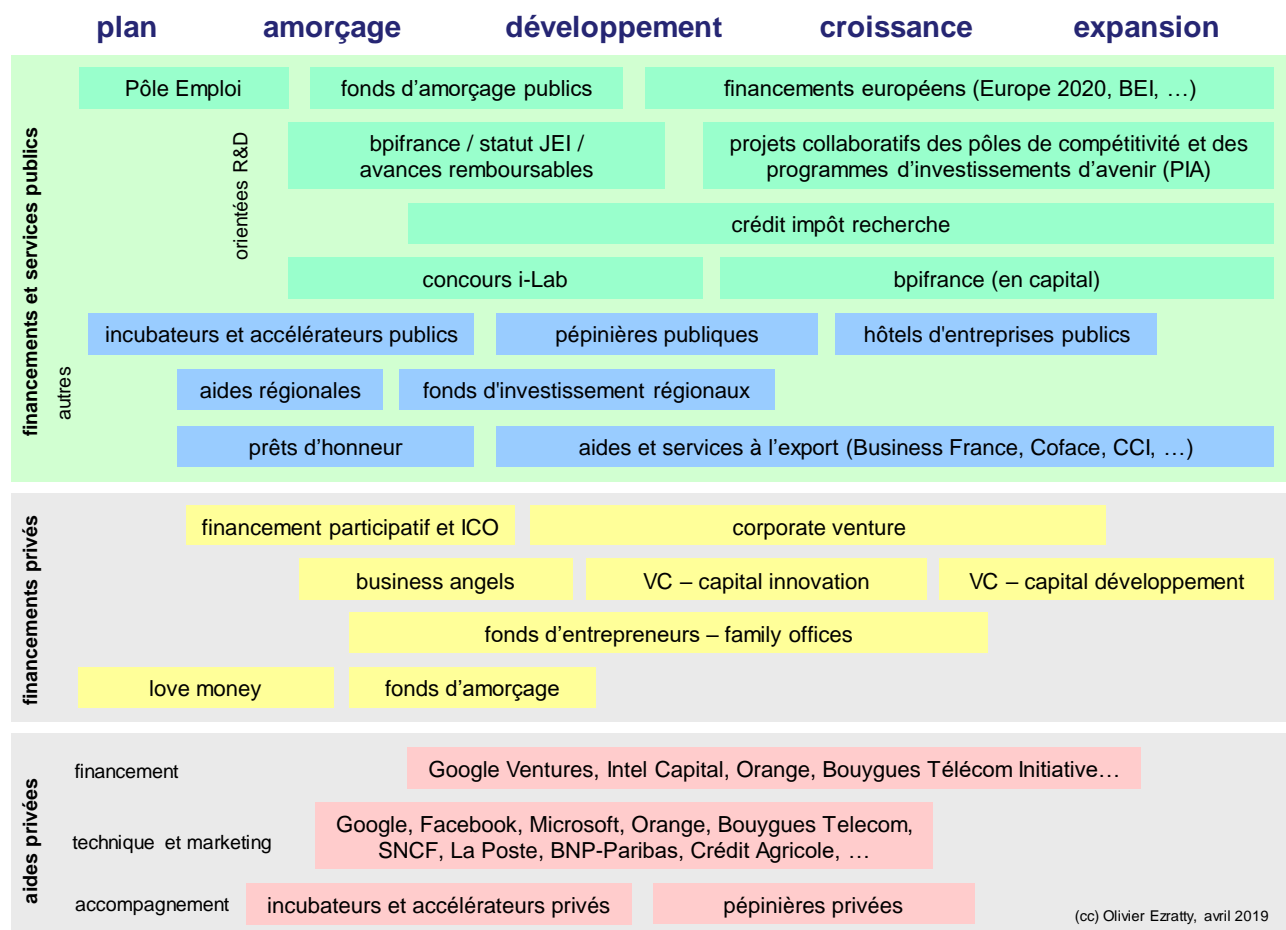 plan amorçage développement croissance expansion
financements et services publics
orientées R&D
autres
Pôle Emploi
fonds d’amorçage publics
financements européens (Europe 2020, BEI, …)
bpifrance / statut JEI /
avances remboursables
projets collaboratifs des pôles de compétitivité et des
programmes d’investissements d’avenir (PIA)
crédit impôt recherche
concours i-Lab
bpifrance (en capital)
incubateurs et accélérateurs publics
pépinières publiques
hôtels d'entreprises publics
aides régionales
fonds d'investissement régionaux
prêts d’honneur
aides et services à l’export (Business France, Coface, CCI, …)
financements privés
financement participatif et ICO
corporate venture
business angels
VC – capital innovation
VC – capital développement
fonds d’entrepreneurs – family offices
love money
fonds d’amorçage
aides privées
financement
Google Ventures, Intel Capital, Orange, Bouygues Télécom Initiative…
technique et marketing
Google, Facebook, Microsoft, Orange, Bouygues Telecom,
SNCF, La Poste, BNP-Paribas, Crédit Agricole, …
accompagnement
incubateurs et accélérateurs privés
pépinières privées
(cc) Olivier Ezratty, avril 2019